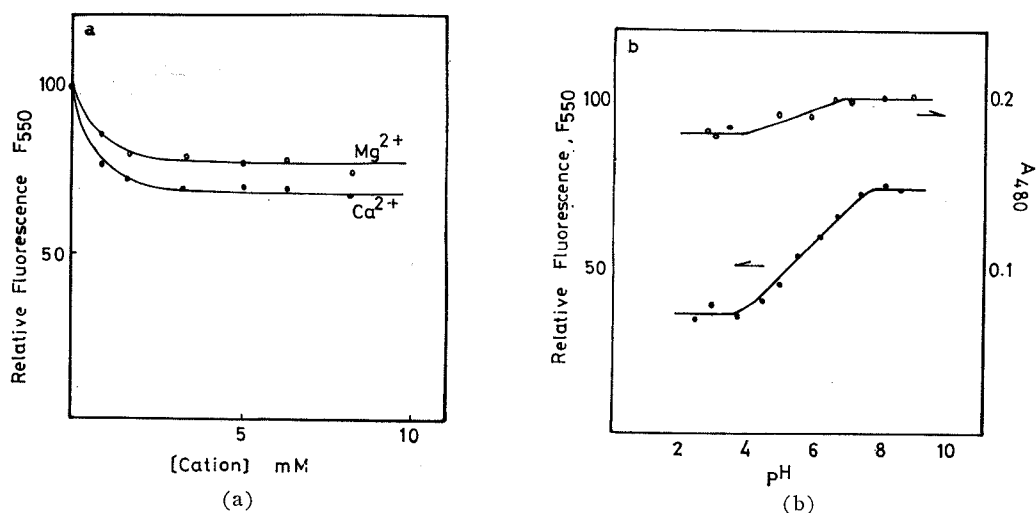 a
100
50
Relative Fluorescence F550
Mg2+
Ca2+
5
10
[Cation] mM
(a)
b
100
50
Relative Fluorescence, F550
0.2
0.1
A480
2 4 6 8 10
PH
(b)